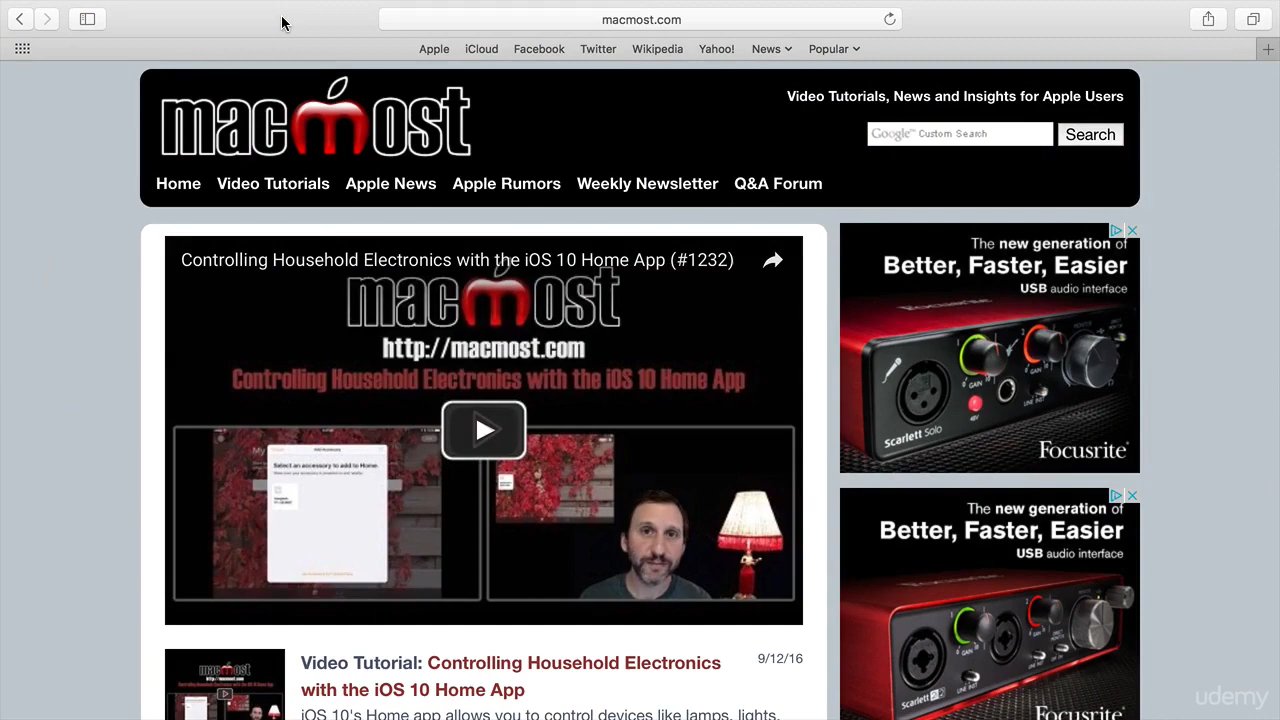 macmost.com
Apple iCloud Facebook Twitter Wikipedia Yahoo! News Popular
macmost
Video Tutorials, News and Insights for Apple Users
Google™ Custom Search Search
Home Video Tutorials Apple News Apple Rumors Weekly Newsletter Q&A Forum
Controlling Household Electronics with the iOS 10 Home App (#1232)
macmost
http://macmost.com
Controlling Household Electronics with the iOS 10 Home App
Select an accessory to add to Home
The new generation of
Better, Faster, Easier
USB audio interface
Scarlett Solo
Focusrite
The new generation of
Better, Faster, Easier
USB audio interface
Scarlett 2i2
Focusrite
Video Tutorial: Controlling Household Electronics
with the iOS 10 Home App
9/12/16
iOS 10's Home app allows you to control devices like lamps, lights,
udemy